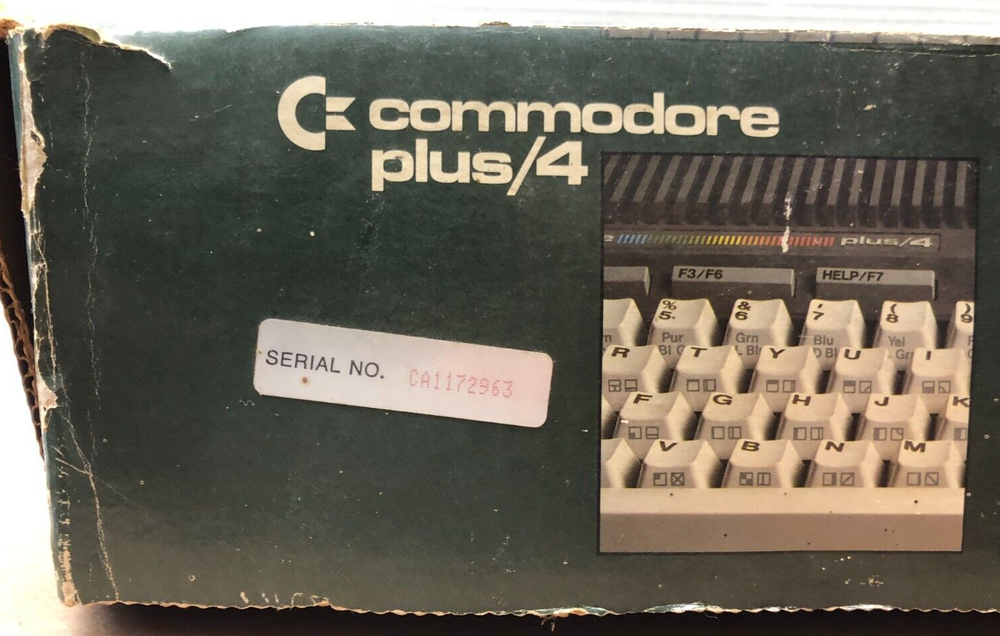 commodore
plus/4
SERIAL NO. CA1172963
plus/4
F3/F6 HELP/F7
% & ' ( )
5 6 7 8 9
Pur Grn Blu Yel
R T Y U I
F G H J K
V B N M